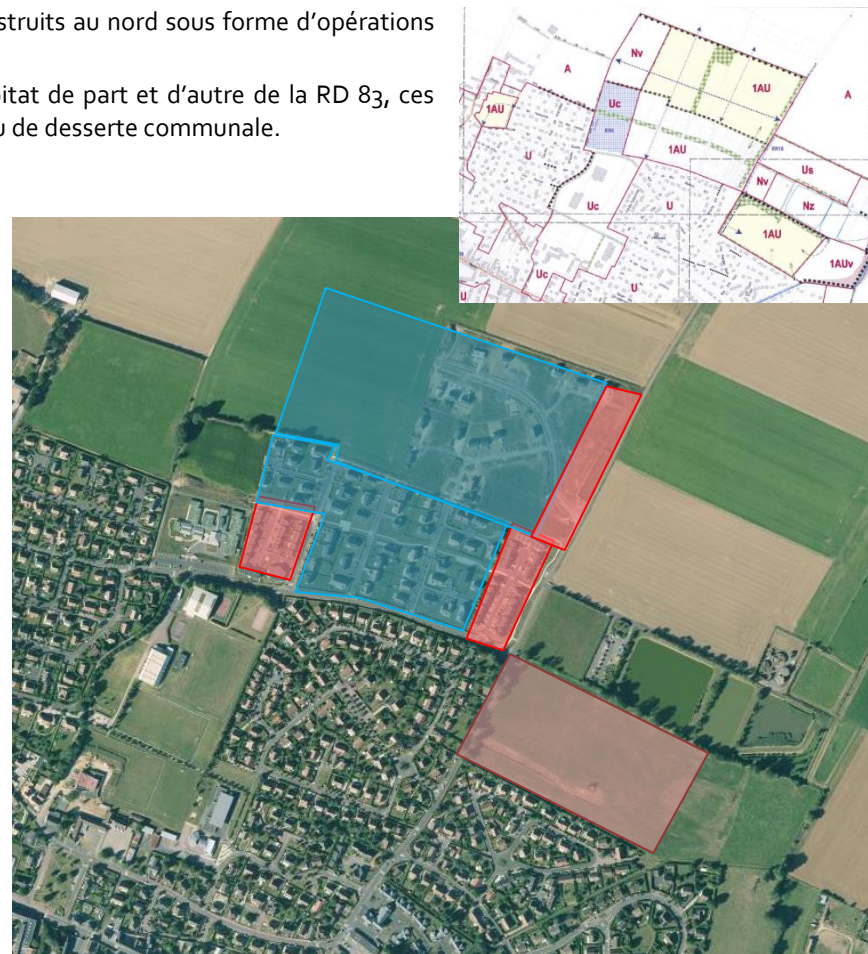 struits au nord sous forme d'opérations
bitat de part et d'autre de la RD 83, ces
u de desserte communale.
Nv
A
1AU
A
Uc
1AU
1AU
U
Us
Nv
Uc
U
Nz
1AU
1AUv
Uc
U
U